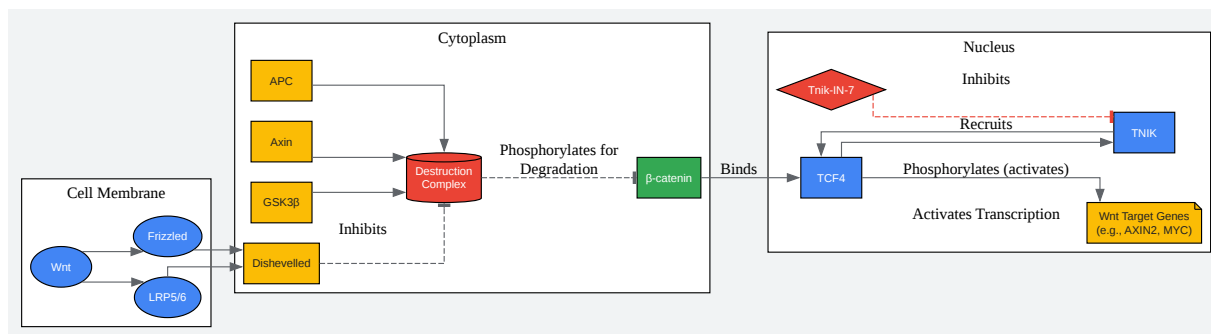 Cell Membrane
Wnt
Frizzled
LRP5/6
Cytoplasm
APC
Axin
GSK3β
Dishevelled
Inhibits
Destruction
Complex
Phosphorylates for
Degradation
β-catenin
Binds
Nucleus
Inhibits
Tnik-IN-7
Recruits
TNIK
TCF4
Phosphorylates (activates)
Activates Transcription
Wnt Target Genes
(e.g., AXIN2, MYC)